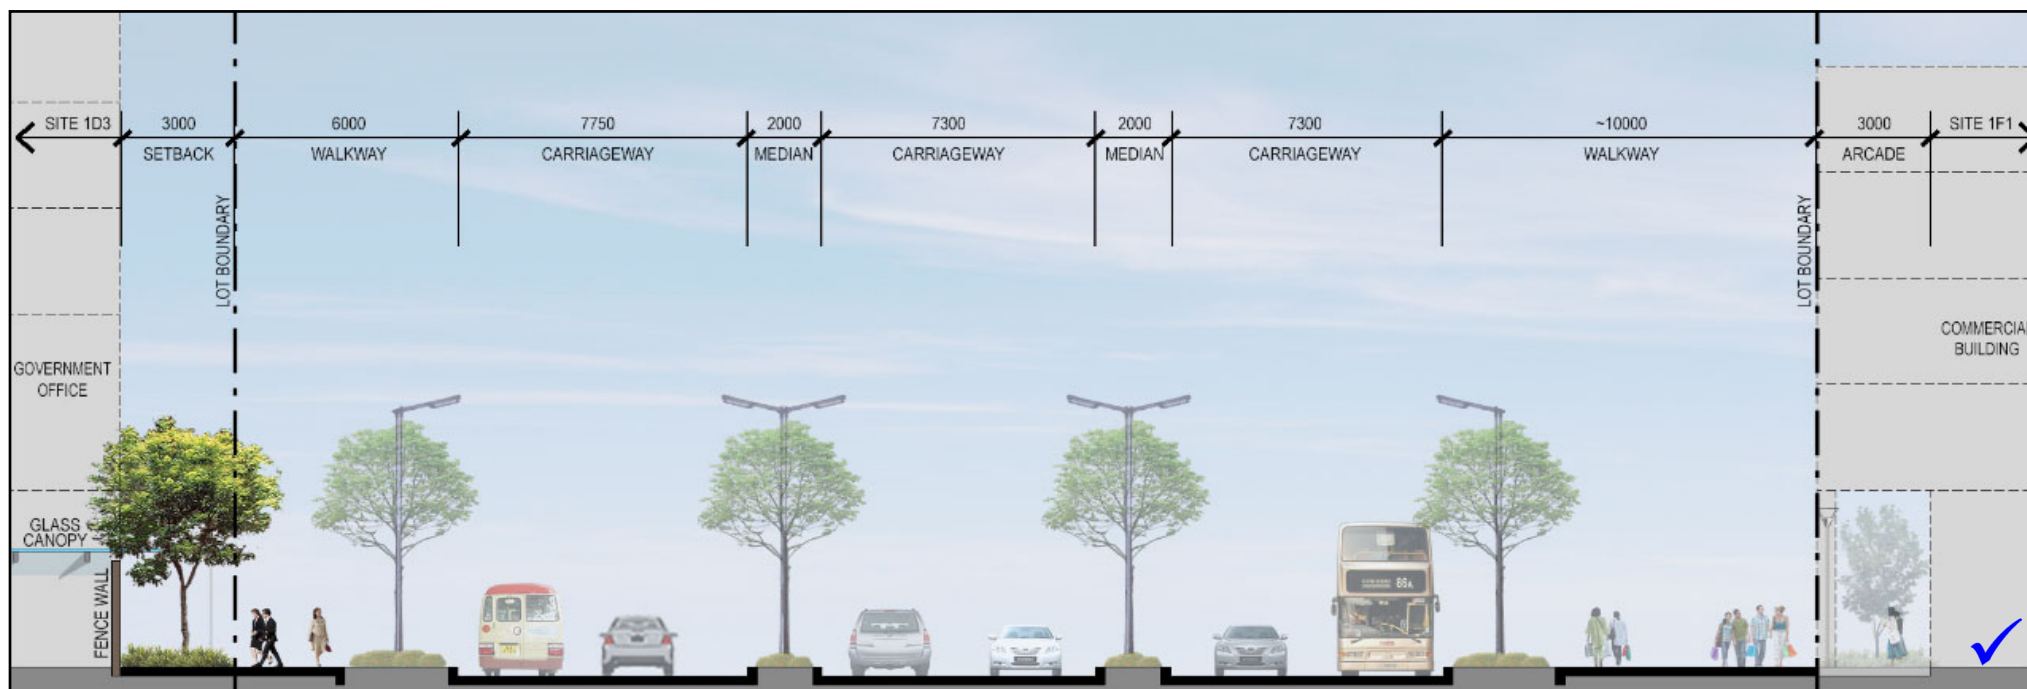 SITE 1D3
3000
6000
7750
2000
7300
2000
7300
~10000
3000
SITE 1F1
SETBACK
WALKWAY
CARRIAGEWAY
MEDIAN
CARRIAGEWAY
MEDIAN
CARRIAGEWAY
WALKWAY
ARCADE
LOT BOUNDARY
LOT BOUNDARY
GOVERNMENT
OFFICE
COMMERCIAL
BUILDING
GLASS
CANOPY
FENCE WALL
86A